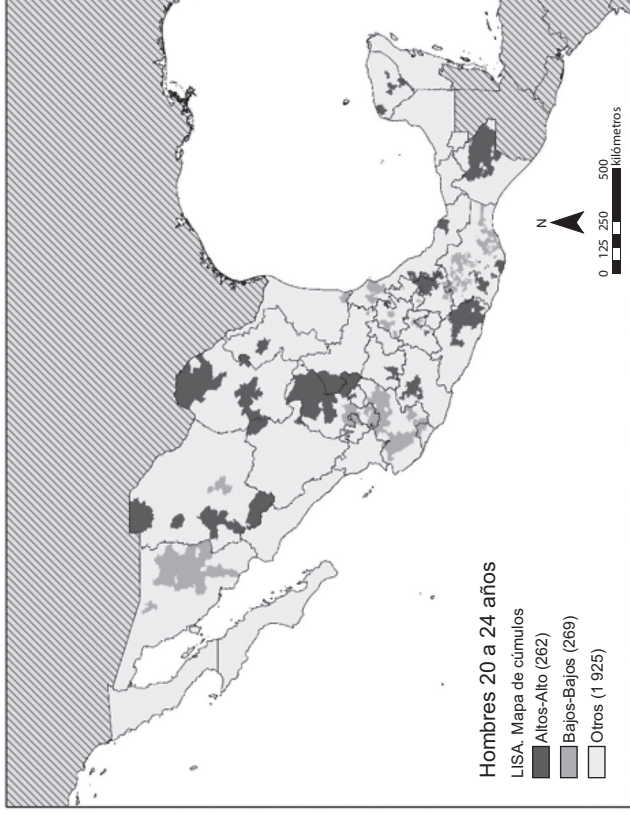 Hombres 20 a 24 años
LISA. Mapa de cúmulos
Altos-Alto (262)
Bajos-Bajos (269)
Otros (1 925)
N
0 125 250 500
kilómetros